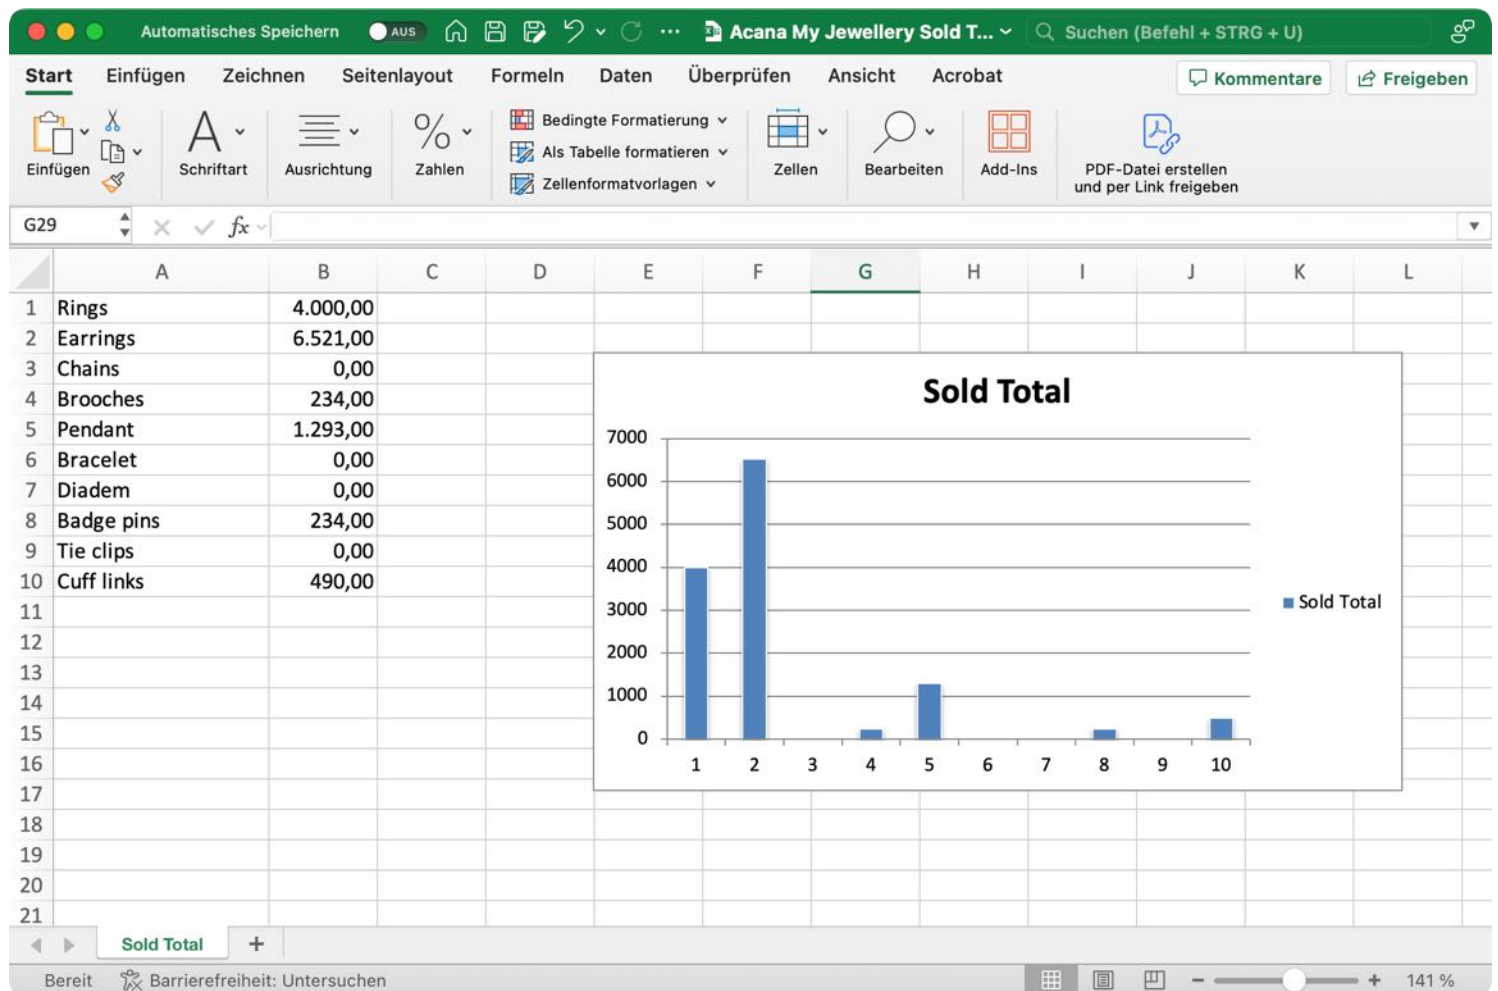 Automatisches Speichern AUS ... Acana My Jewellery Sold T... Suchen (Befehl + STRG + U)
Start Einfügen Zeichnen Seitenlayout Formeln Daten Überprüfen Ansicht Acrobat Kommentare Freigeben
Einfügen Schriftart Ausrichtung Zahlen Bedingte Formatierung Als Tabelle formatieren Zellenformatvorlagen Zellen Bearbeiten Add-Ins PDF-Datei erstellen
und per Link freigeben
G29 fx
A B C D E F G H I J K L
1 Rings 4.000,00
2 Earrings 6.521,00
3 Chains 0,00
4 Brooches 234,00
5 Pendant 1.293,00
6 Bracelet 0,00
7 Diadem 0,00
8 Badge pins 234,00
9 Tie clips 0,00
10 Cuff links 490,00
11
12
13
14
15
16
17
18
19
20
21
Sold Total
7000
6000
5000
4000
3000
2000
1000
0
1 2 3 4 5 6 7 8 9 10
Sold Total
Sold Total +
Bereit Barrierefreiheit: Untersuchen - + 141 %